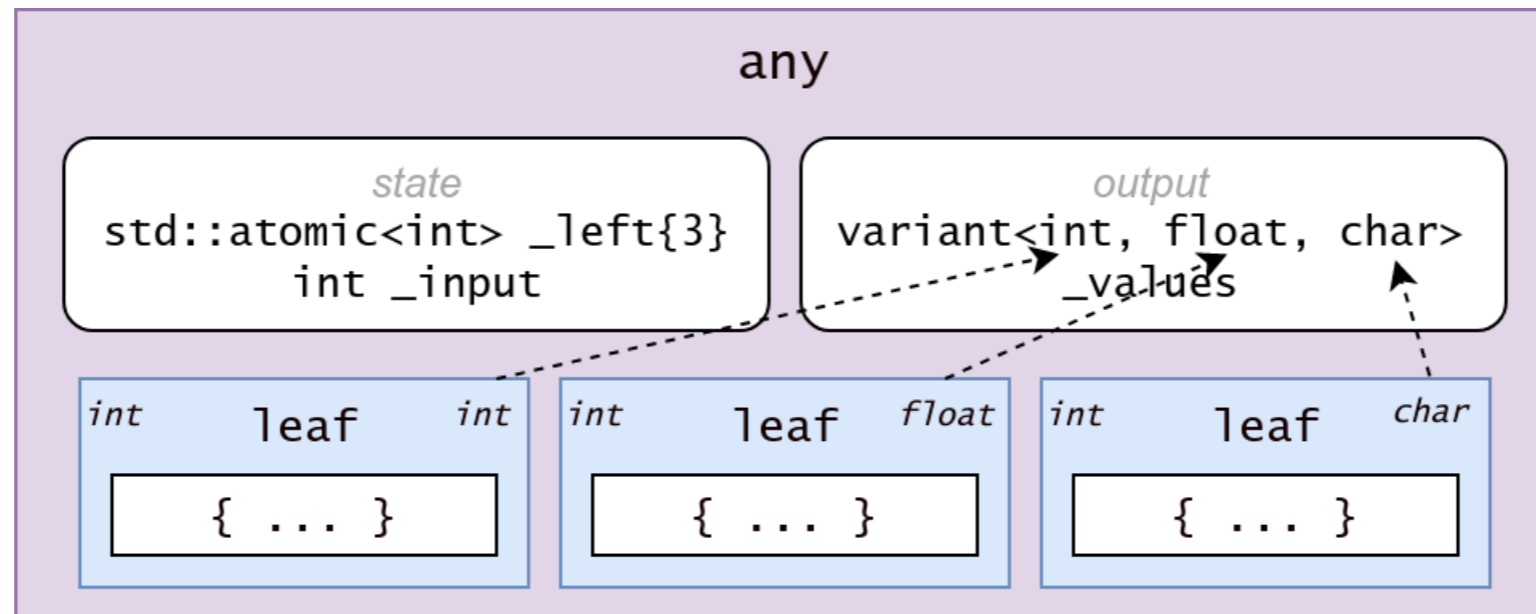 any
state
std::atomic<int> _left{3}
int _input
output
variant<int, float, char>
_values
int leaf int
{ ... }
int leaf float
{ ... }
int leaf char
{ ... }